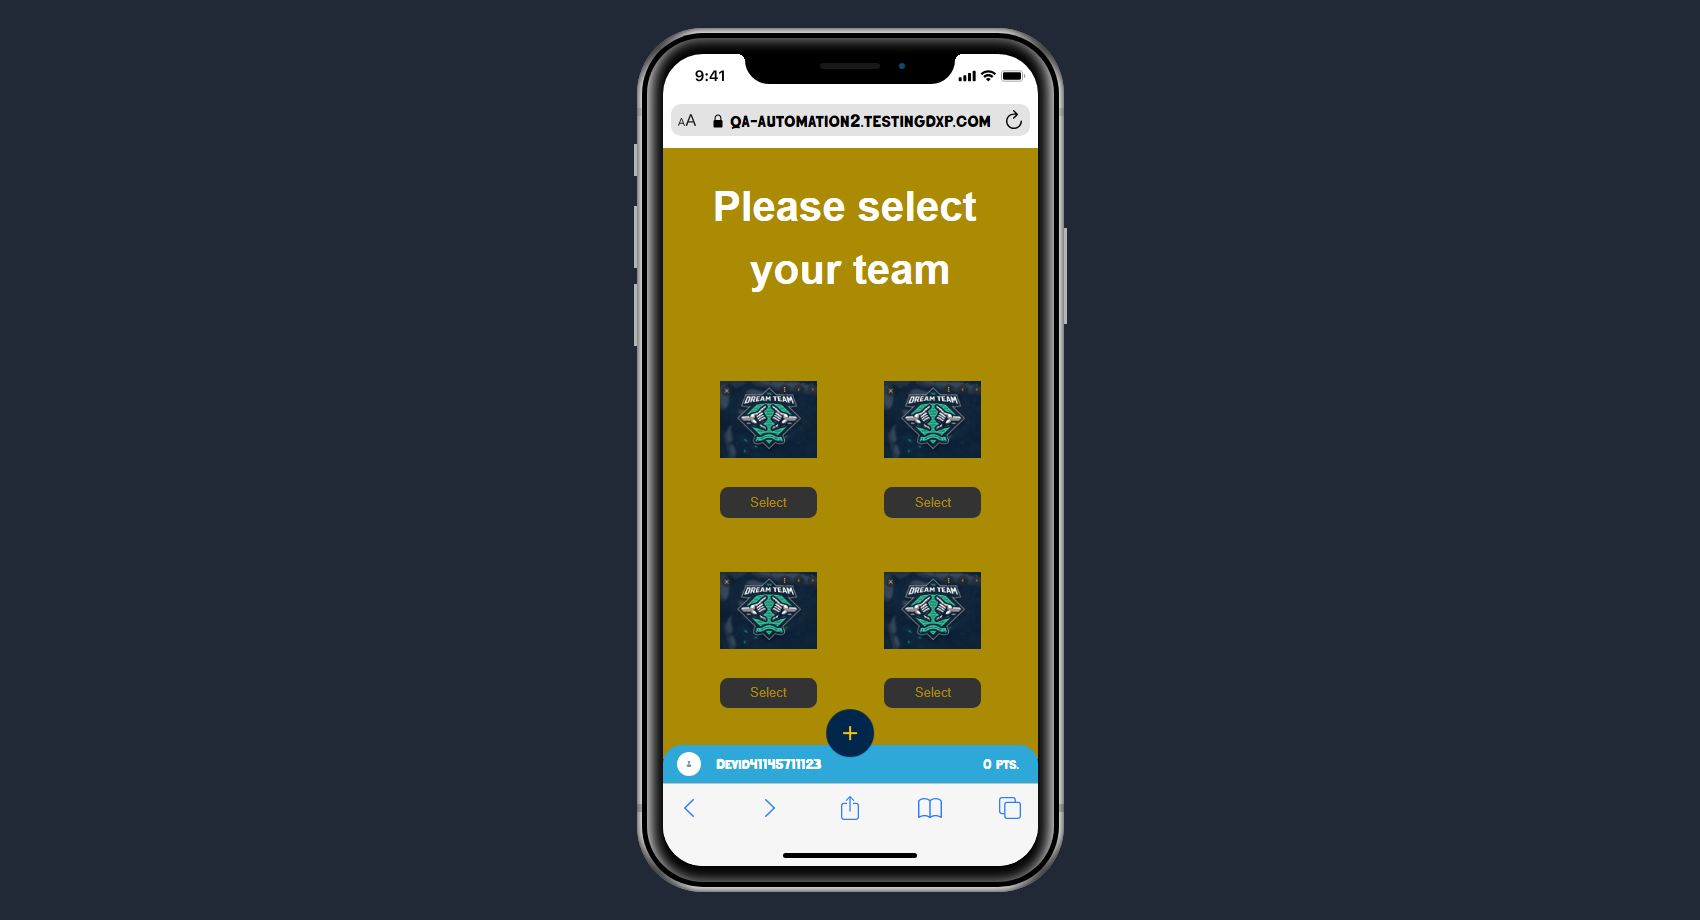 9:41
AA QA-AUTOMATION2.TESTINGDXP.COM
Please select
your team
DREAM TEAM DREAM TEAM
Select Select
DREAM TEAM DREAM TEAM
Select Select
+
Devid41145711123 0 PTS.